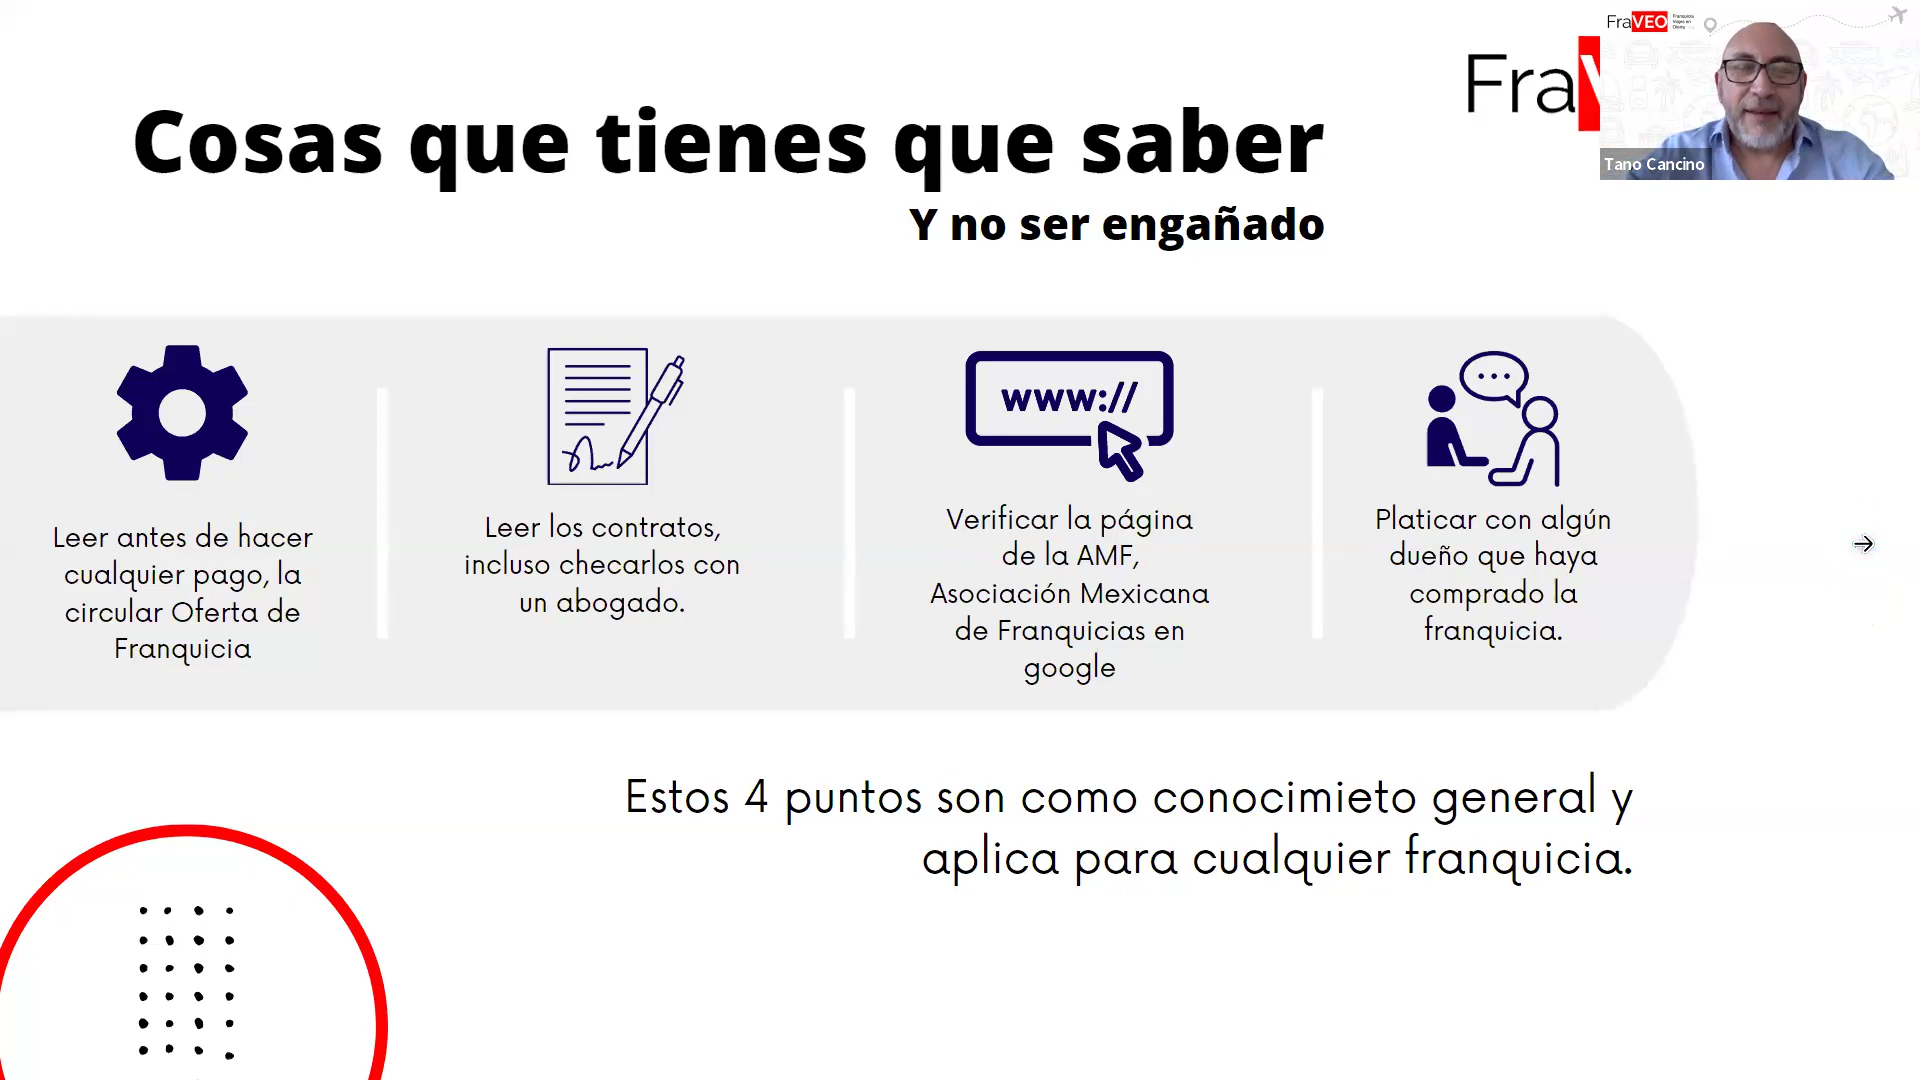 Cosas que tienes que saber
Y no ser engañado
Fra
FraVEO
Tano Cancino
Leer antes de hacer
cualquier pago, la
circular Oferta de
Franquicia
Leer los contratos,
incluso checarlos con
un abogado.
www://
Verificar la página
de la AMF,
Asociación Mexicana
de Franquicias en
google
Platicar con algún
dueño que haya
comprado la
franquicia.
Estos 4 puntos son como conocimieto general y
aplica para cualquier franquicia.